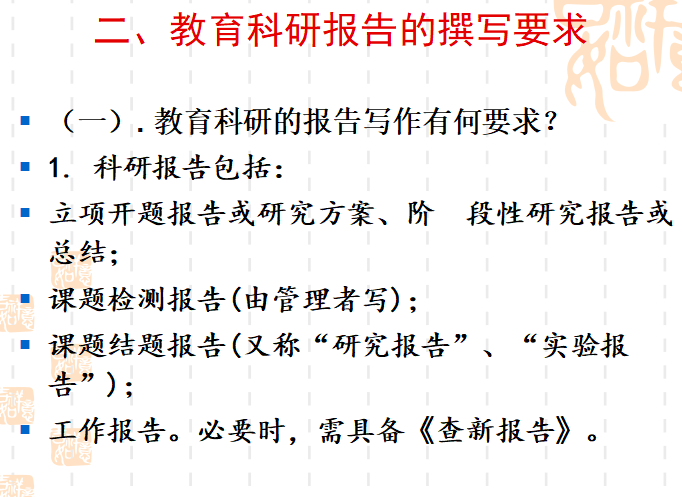 二、教育科研报告的撰写要求
（一）. 教育科研的报告写作有何要求？
1. 科研报告包括：
立项开题报告或研究方案、阶　段性研究报告或
总结；
课题检测报告(由管理者写)；
课题结题报告(又称“研究报告”、“实验报
告”)；
工作报告。必要时，需具备《查新报告》。